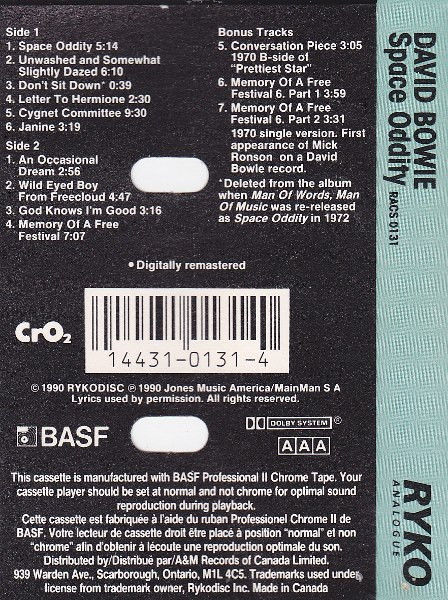 Side 1
1. Space Oddity 5:14
2. Unwashed and Somewhat
Slightly Dazed 6:10
3. Don't Sit Down* 0:39
4. Letter To Hermione 2:30
5. Cygnet Committee 9:30
6. Janine 3:19
Side 2
1. An Occasional
Dream 2:56
2. Wild Eyed Boy
From Freecloud 4:47
3. God Knows I'm Good 3:16
4. Memory Of A Free
Festival 7:07
Bonus Tracks
5. Conversation Piece 3:05
1970 B-side of
"Prettiest Star"
6. Memory Of A Free
Festival 6. Part 1 3:59
7. Memory Of A Free
Festival 6. Part 2 3:31
1970 single version. First
appearance of Mick
Ronson on a David
Bowie record.
*Deleted from the album
when Man Of Words, Man
Of Music was re-released
as Space Oddity in 1972
• Digitally remastered
CrO2
14431-0131-4
© 1990 RYKODISC ℗ 1990 Jones Music America/MainMan S A
Lyrics used by permission. All rights reserved.
BASF
DOLBY SYSTEM ®
AAA
This cassette is manufactured with BASF Professional II Chrome Tape. Your
cassette player should be set at normal and not chrome for optimal sound
reproduction during playback.
Cette cassette est fabriquée à l'aide du ruban Professionel Chrome II de
BASF. Votre lecteur de cassette droit être placé à position "normal" et non
"chrome" afin d'obtenir à lécoute une reproduction optimale du son.
Distributed by/Distribué par/A&M Records of Canada Limited.
939 Warden Ave., Scarborough, Ontario, M1L 4C5. Trademarks used under
license from trademark owner, Rykodisc Inc. Made in Canada
DAVID BOWIE
Space Oddity
RACS 0131
RYKO
ANALOGUE